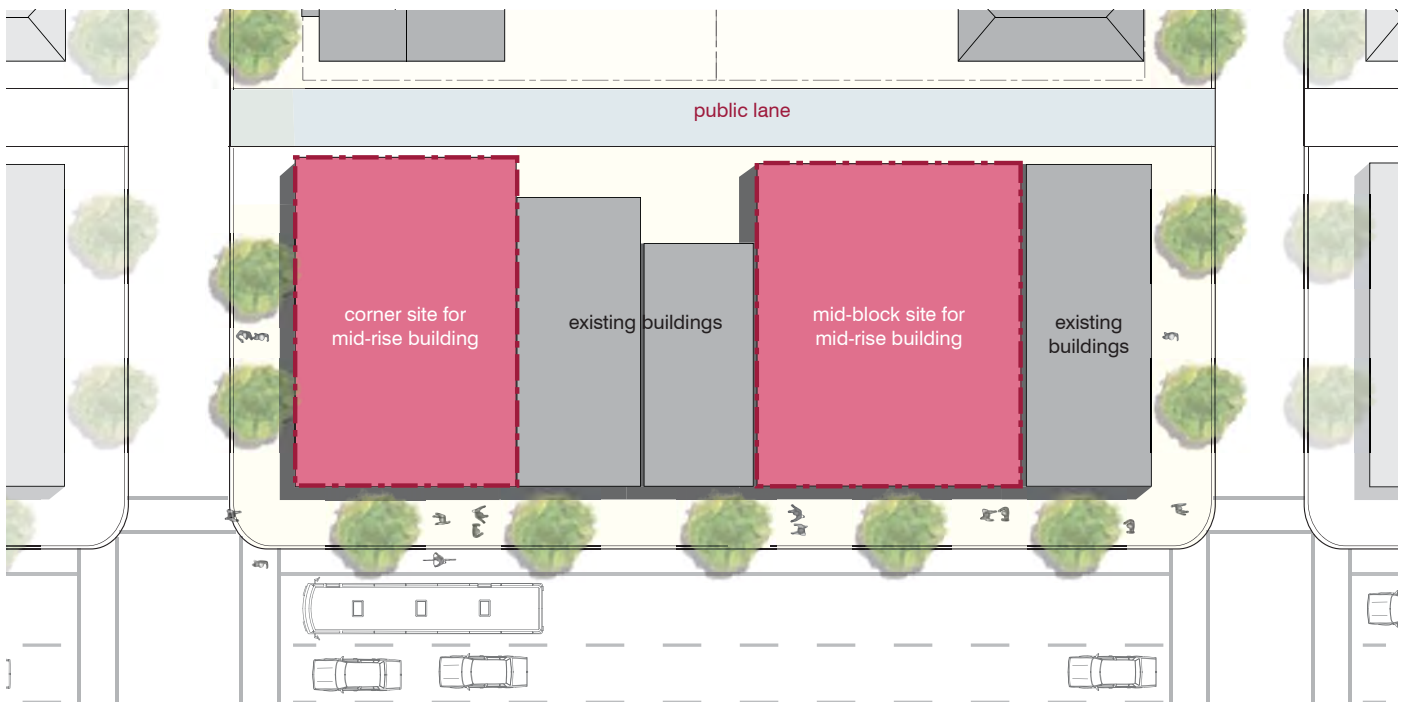 public lane
corner site for
mid-rise building
existing buildings
mid-block site for
mid-rise building
existing
buildings